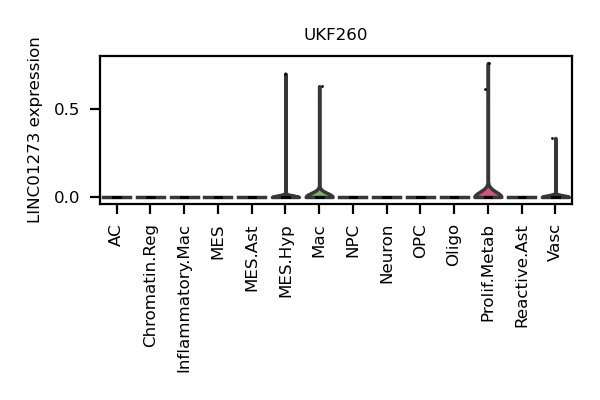 UKF260
LINC01273 expression
0.5
0.0
AC
Chromatin.Reg
Inflammatory.Mac
MES
MES.Ast
MES.Hyp
Mac
NPC
Neuron
OPC
Oligo
Prolif.Metab
Reactive.Ast
Vasc